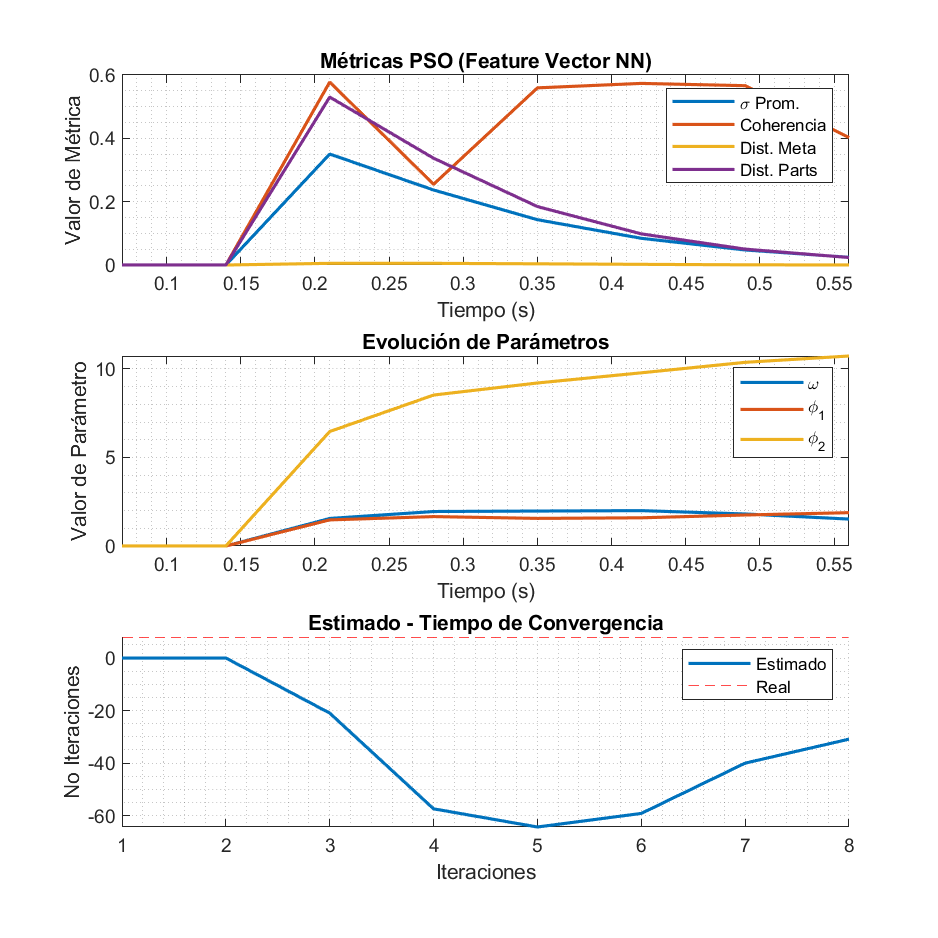 Métricas PSO (Feature Vector NN)
Valor de Métrica
0.6
0.4
0.2
0
σ Prom.
Coherencia
Dist. Meta
Dist. Parts
0.1 0.15 0.2 0.25 0.3 0.35 0.4 0.45 0.5 0.55
Tiempo (s)
Evolución de Parámetros
Valor de Parámetro
10
5
0
ω
ϕ1
ϕ2
0.1 0.15 0.2 0.25 0.3 0.35 0.4 0.45 0.5 0.55
Tiempo (s)
Estimado - Tiempo de Convergencia
No Iteraciones
0
-20
-40
-60
Estimado
Real
1 2 3 4 5 6 7 8
Iteraciones